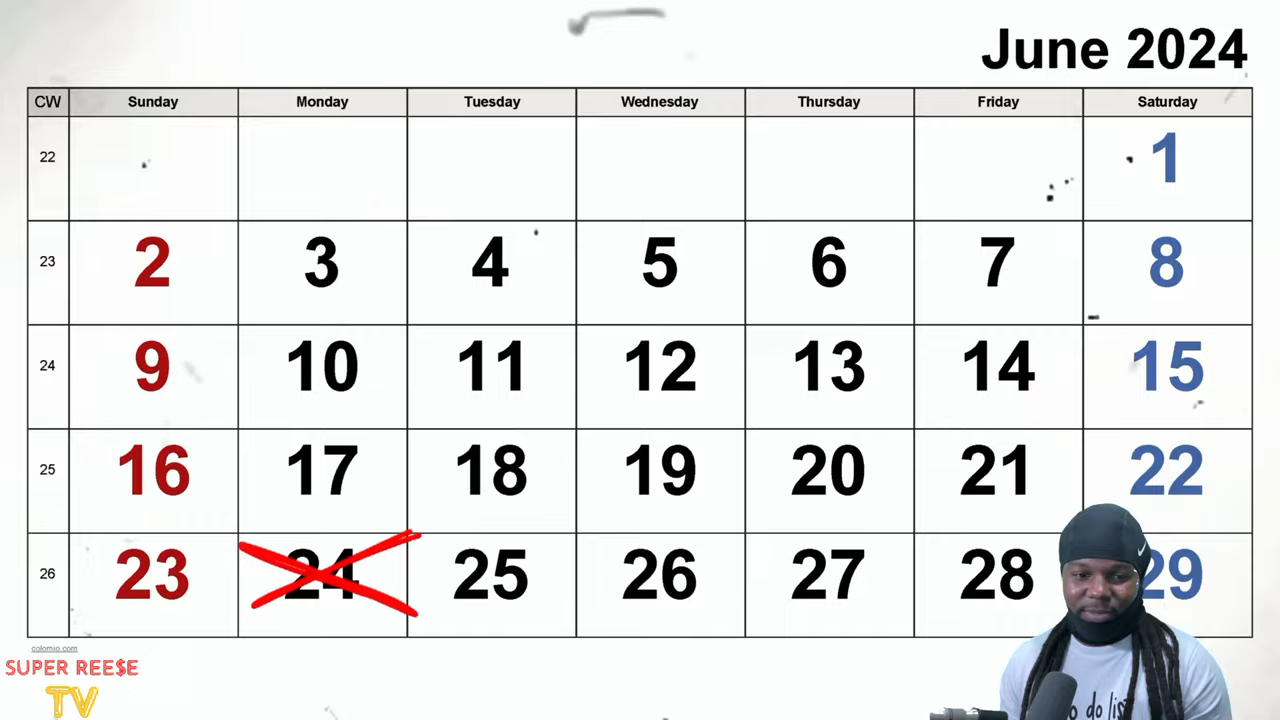 June 2024
CW Sunday Monday Tuesday Wednesday Thursday Friday Saturday
22 1
23 2 3 4 5 6 7 8
24 9 10 11 12 13 14 15
25 16 17 18 19 20 21 22
26 23 24 25 26 27 28 29
colomio.com
SUPER REE$E
TV
do list